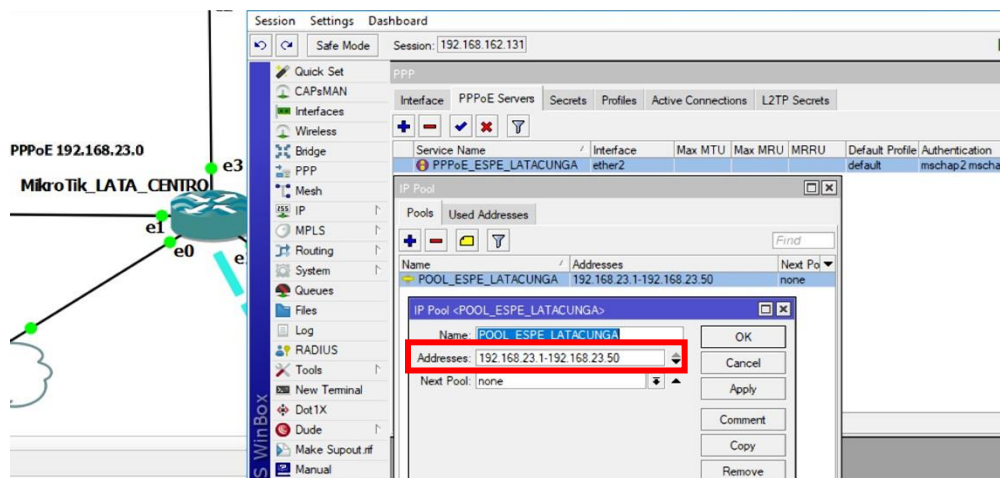 Session Settings Dashboard
Safe Mode Session: 192.168.162.131
PPPoE 192.168.23.0
MikroTik_LATA_CENTRO
e3
e1
e0
e
WinBox
Quick Set
CAPsMAN
Interfaces
Wireless
Bridge
PPP
Mesh
IP
MPLS
Routing
System
Queues
Files
Log
RADIUS
Tools
New Terminal
Dot1X
Dude
Make Supout.rif
Manual
PPP
Interface PPPoE Servers Secrets Profiles Active Connections L2TP Secrets
Service Name Interface Max MTU Max MRU MRRU Default Profile Authentication
PPPoE_ESPE_LATACUNGA ether2 default mschap2 mscha
IP Pool
Pools Used Addresses
Find
Name Addresses Next Po
POOL_ESPE_LATACUNGA 192.168.23.1-192.168.23.50 none
IP Pool <POOL_ESPE_LATACUNGA>
Name: POOL_ESPE_LATACUNGA
Addresses: 192.168.23.1-192.168.23.50
Next Pool: none
OK
Cancel
Apply
Comment
Copy
Remove